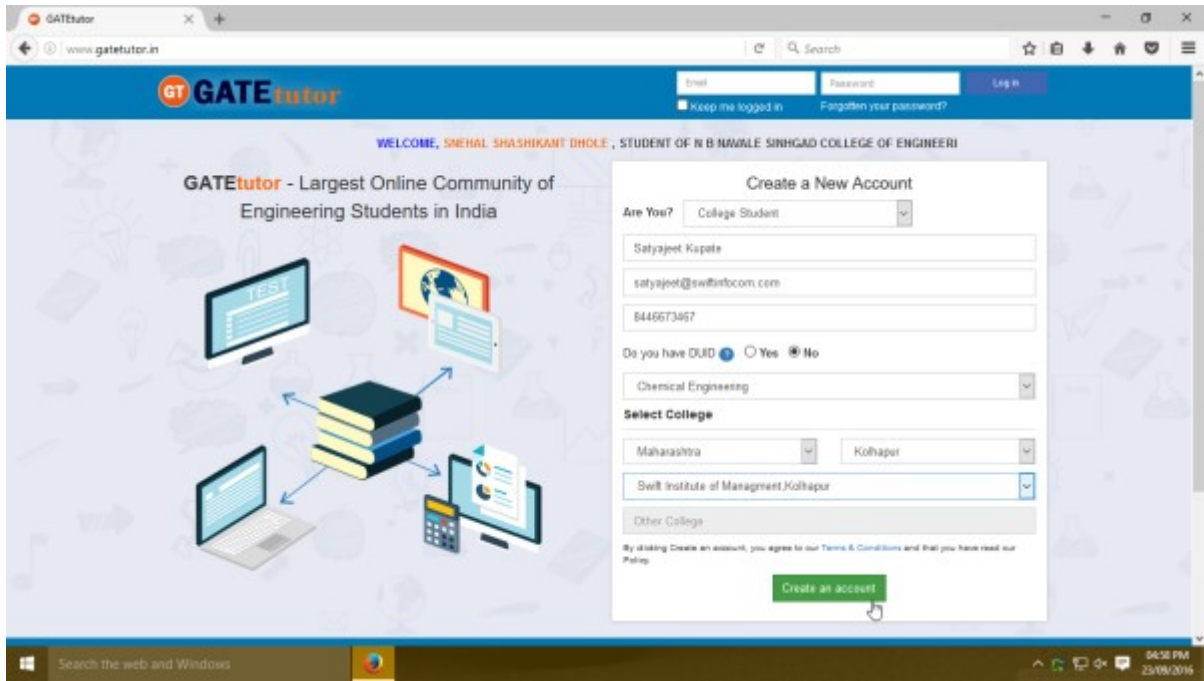 GATEtutor
www.gatetutor.in
Search
GT GATEtutor
Email
Password
Log in
Keep me logged in
Forgotten your password?
WELCOME, SNEHAL SHASHIKANT DHOLE , STUDENT OF N B NAVALE SINHGAD COLLEGE OF ENGINEERI
GATEtutor - Largest Online Community of
Engineering Students in India
TEST
Create a New Account
Are You? College Student
Satyajeet Kupate
satyajeet@swiftinfocom.com
8446673467
Do you have DUID ? Yes No
Chemical Engineering
Select College
Maharashtra Kolhapur
Swift Institute of Managment,Kolhapur
Other College
By clicking Create an account, you agree to our Terms & Conditions and that you have read our
Policy.
Create an account
Search the web and Windows
04:58 PM
23/09/2016